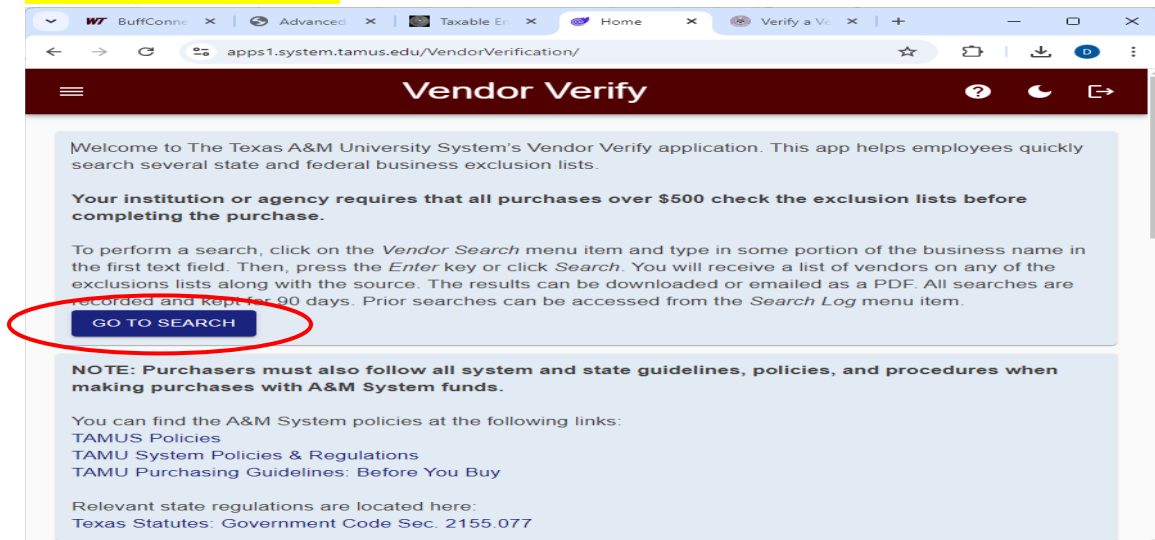 BuffConne
Advanced
Taxable En
Home
Verify a Ve
apps1.system.tamus.edu/VendorVerification/
D
Vendor Verify
Welcome to The Texas A&M University System's Vendor Verify application. This app helps employees quickly
search several state and federal business exclusion lists.
Your institution or agency requires that all purchases over $500 check the exclusion lists before
completing the purchase.
To perform a search, click on the Vendor Search menu item and type in some portion of the business name in
the first text field. Then, press the Enter key or click Search. You will receive a list of vendors on any of the
exclusions lists along with the source. The results can be downloaded or emailed as a PDF. All searches are
recorded and kept for 90 days. Prior searches can be accessed from the Search Log menu item.
GO TO SEARCH
NOTE: Purchasers must also follow all system and state guidelines, policies, and procedures when
making purchases with A&M System funds.
You can find the A&M System policies at the following links:
TAMUS Policies
TAMU System Policies & Regulations
TAMU Purchasing Guidelines: Before You Buy
Relevant state regulations are located here:
Texas Statutes: Government Code Sec. 2155.077